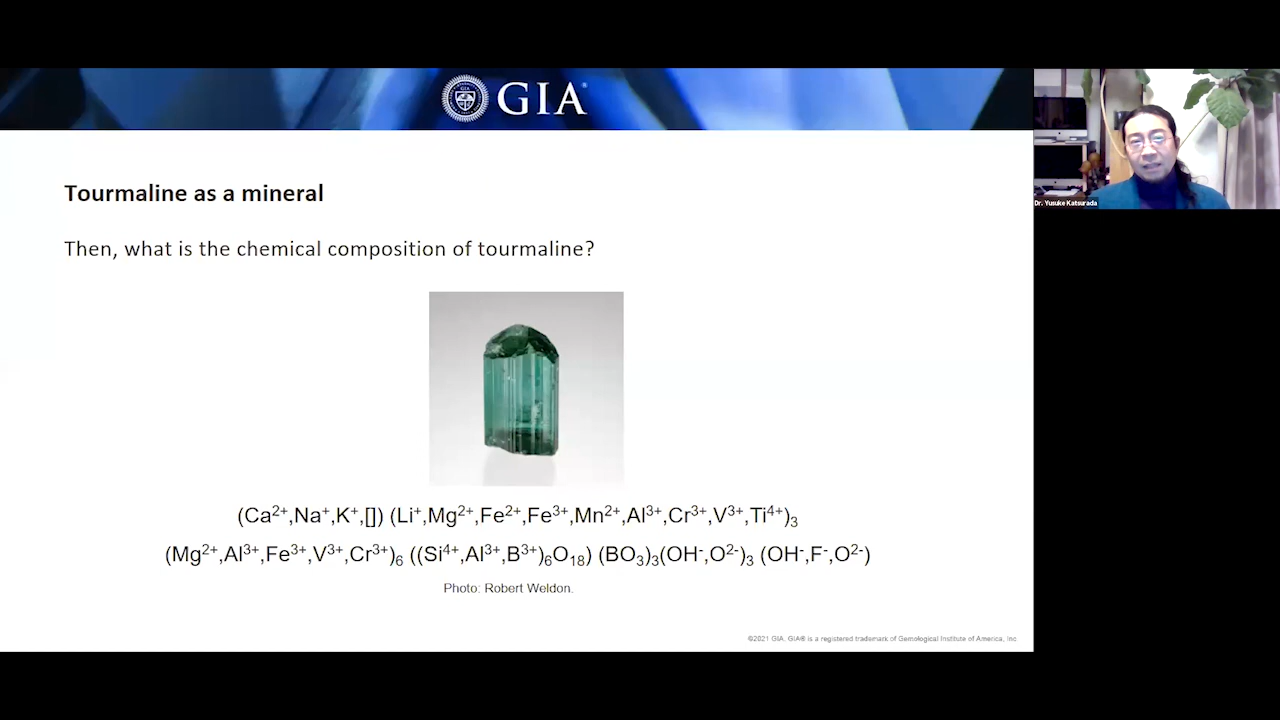 GIA
Dr. Yusuke Katsurada
Tourmaline as a mineral
Then, what is the chemical composition of tourmaline?
(Ca²⁺,Na⁺,K⁺,[]) (Li⁺,Mg²⁺,Fe²⁺,Fe³⁺,Mn²⁺,Al³⁺,Cr³⁺,V³⁺,Ti⁴⁺)₃
(Mg²⁺,Al³⁺,Fe³⁺,V³⁺,Cr³⁺)₆ ((Si⁴⁺,Al³⁺,B³⁺)₆O₁₈) (BO₃)₃(OH⁻,O²⁻)₃ (OH⁻,F⁻,O²⁻)
Photo: Robert Weldon.
©2021 GIA. GIA® is a registered trademark of Gemological Institute of America, Inc